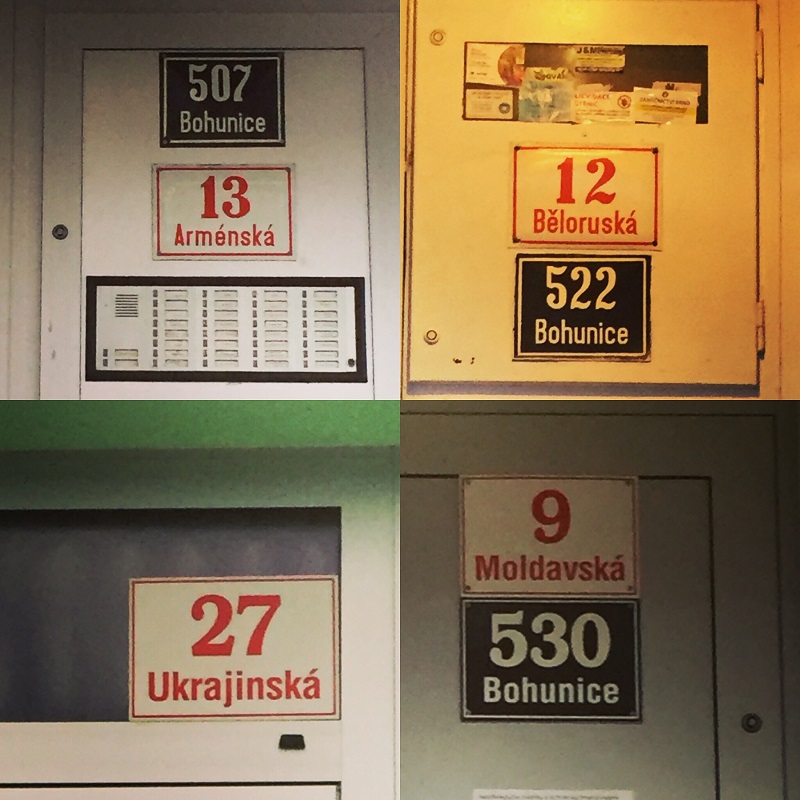 507
Bohunice
13
Arménská
J&M
12
Běloruská
522
Bohunice
27
Ukrajinská
9
Moldavská
530
Bohunice